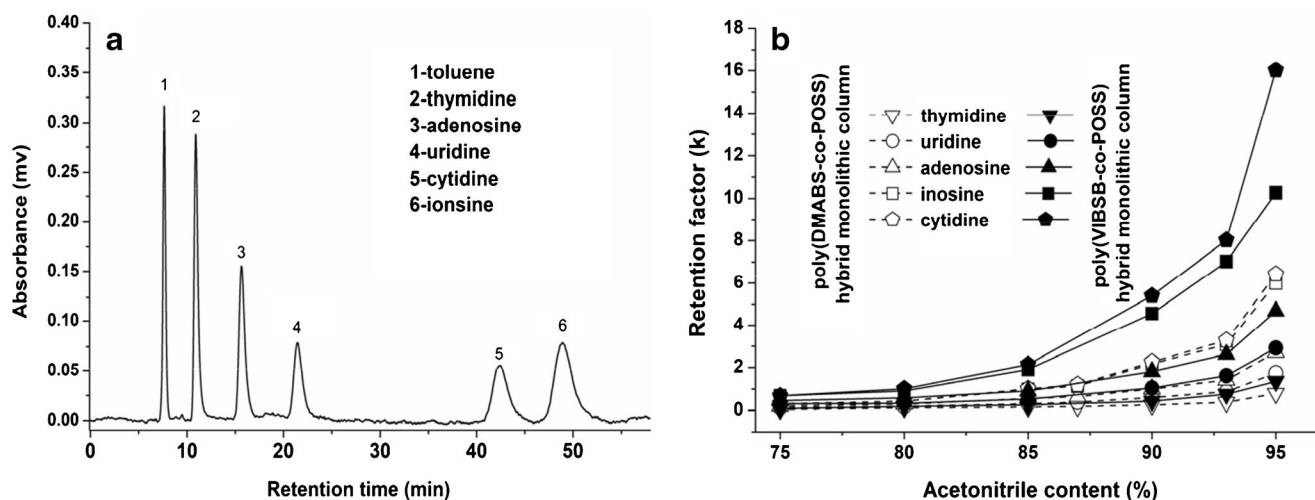 a
0.40
0.35
0.30
0.25
0.20
0.15
0.10
0.05
0.00
Absorbance (mv)
1
2
3
4
5
6
1-toluene
2-thymidine
3-adenosine
4-uridine
5-cytidine
6-ionsine
0 10 20 30 40 50
Retention time (min)
b
18
16
14
12
10
8
6
4
2
0
Retention factor (k)
poly(DMABS-co-POSS)
hybrid monolithic column
thymidine
uridine
adenosine
inosine
cytidine
poly(VIBSB-co-POSS)
hybrid monolithic column
75 80 85 90 95
Acetonitrile content (%)